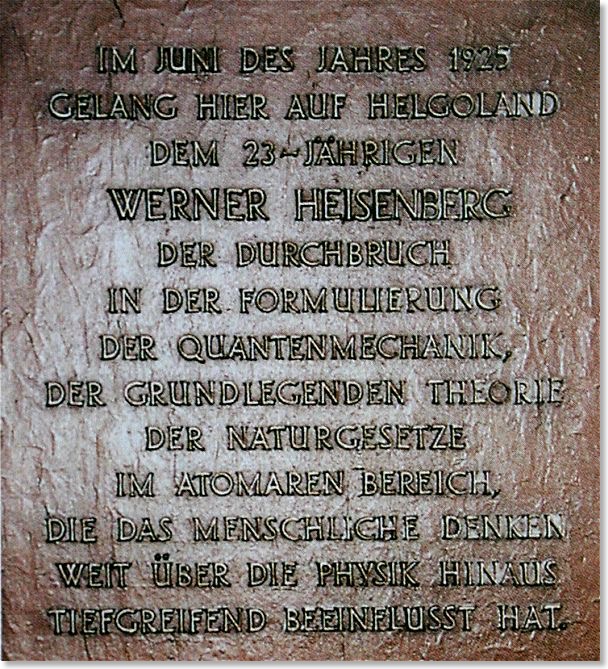 IM JUNI DES JAHRES 1925
GELANG HIER AUF HELGOLAND
DEM 23-JÄHRIGEN
WERNER HEISENBERG
DER DURCHBRUCH
IN DER FORMULIERUNG
DER QUANTENMECHANIK,
DER GRUNDLEGENDEN THEORIE
DER NATURGESETZE
IM ATOMAREN BEREICH,
DIE DAS MENSCHLICHE DENKEN
WEIT ÜBER DIE PHYSIK HINAUS
TIEFGREIFEND BEEINFLUSST HAT.